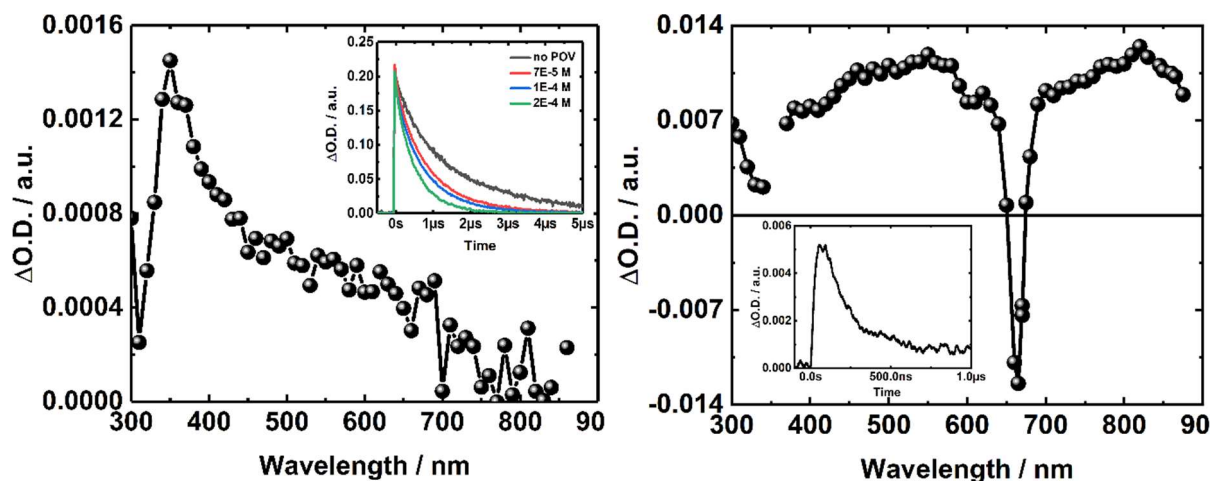 0.0016
0.0012
0.0008
0.0004
0.0000
ΔO.D. / a.u.
300 400 500 600 700 800 90
Wavelength / nm
0.25
0.20
0.15
0.10
0.05
0.00
ΔO.D. / a.u.
no POV
7E-5 M
1E-4 M
2E-4 M
0s 1µs 2µs 3µs 4µs 5µs
Time
0.014
0.007
0.000
-0.007
-0.014
ΔO.D. / a.u.
300 400 500 600 700 800 90
Wavelength / nm
0.006
0.004
0.002
0.000
ΔO.D. / a.u.
0.0s 500.0ns 1.0µs
Time